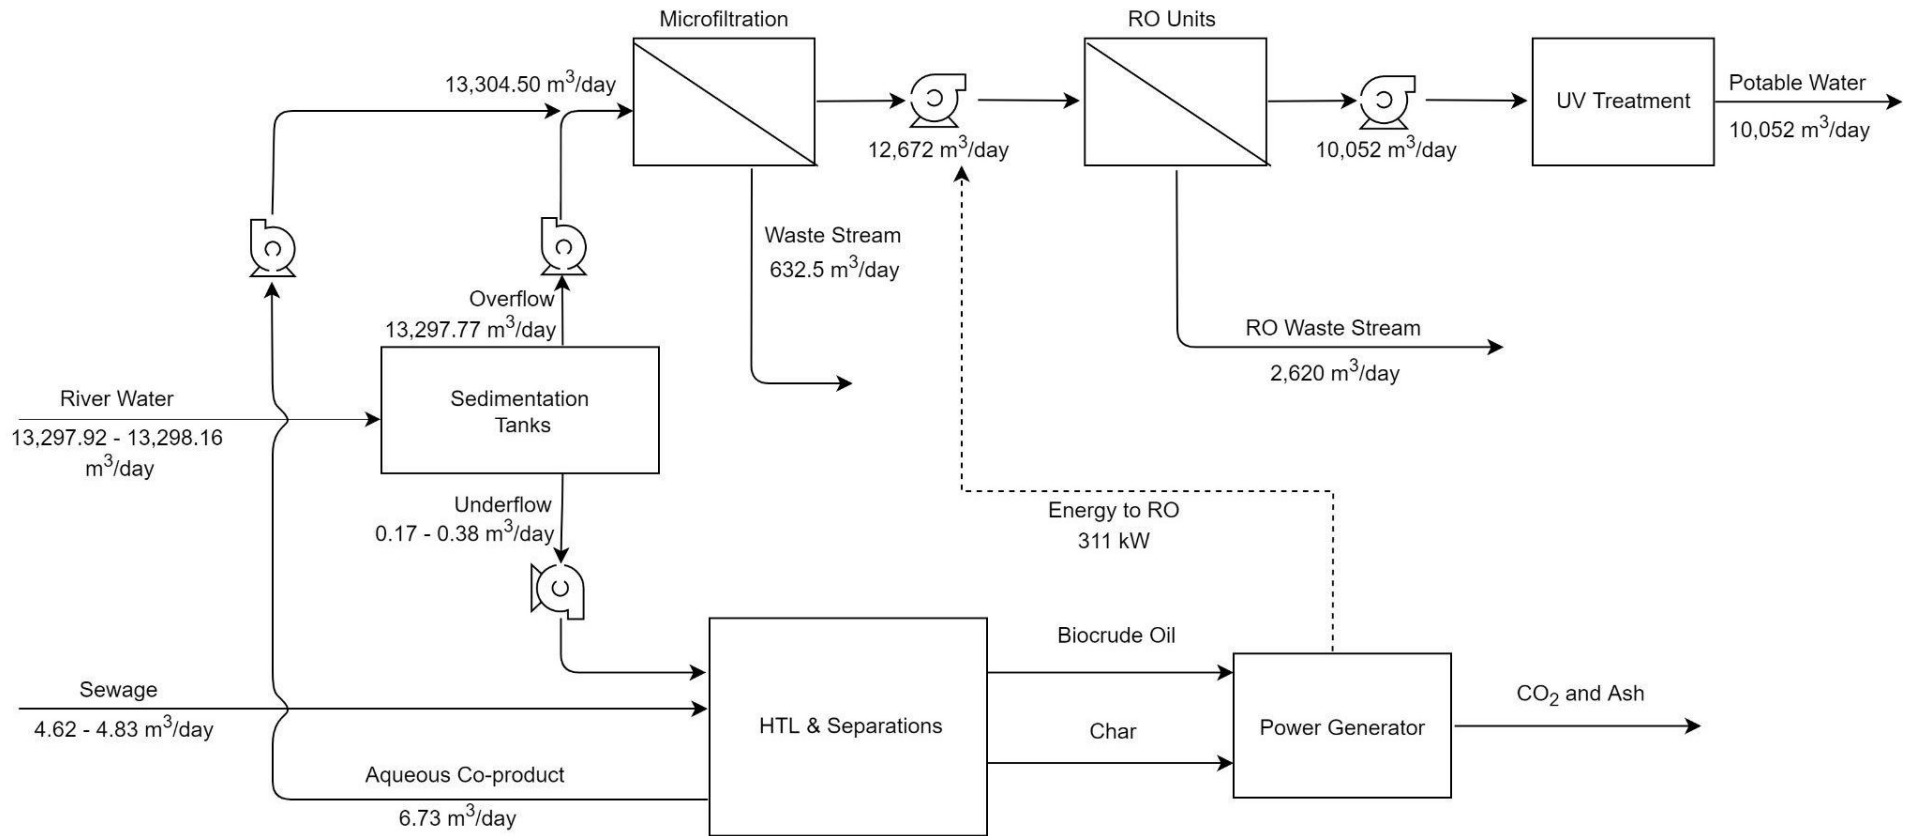 Microfiltration
RO Units
13,304.50 m³/day
UV Treatment
Potable Water
10,052 m³/day
12,672 m³/day
10,052 m³/day
Waste Stream
632.5 m³/day
Overflow
13,297.77 m³/day
RO Waste Stream
2,620 m³/day
River Water
13,297.92 - 13,298.16
m³/day
Sedimentation
Tanks
Underflow
0.17 - 0.38 m³/day
Energy to RO
311 kW
Sewage
4.62 - 4.83 m³/day
HTL & Separations
Biocrude Oil
Char
Power Generator
CO₂ and Ash
Aqueous Co-product
6.73 m³/day